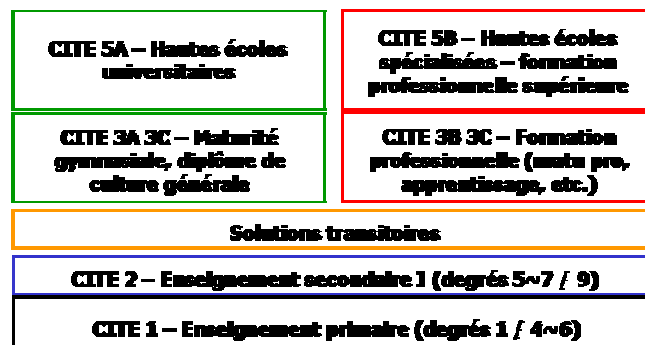 CITE 5A – Hautes écoles
universitaires
CITE 5B – Hautes écoles
spécialisées – formation
professionnelle supérieure
CITE 3A 3C – Maturité
gymnasiale, diplôme de
culture générale
CITE 3B 3C – Formation
professionnelle (matu pro,
apprentissage, etc.)
Solutions transitoires
CITE 2 – Enseignement secondaire I (degrés 5~7 / 9)
CITE 1 – Enseignement primaire (degrés 1 / 4~6)